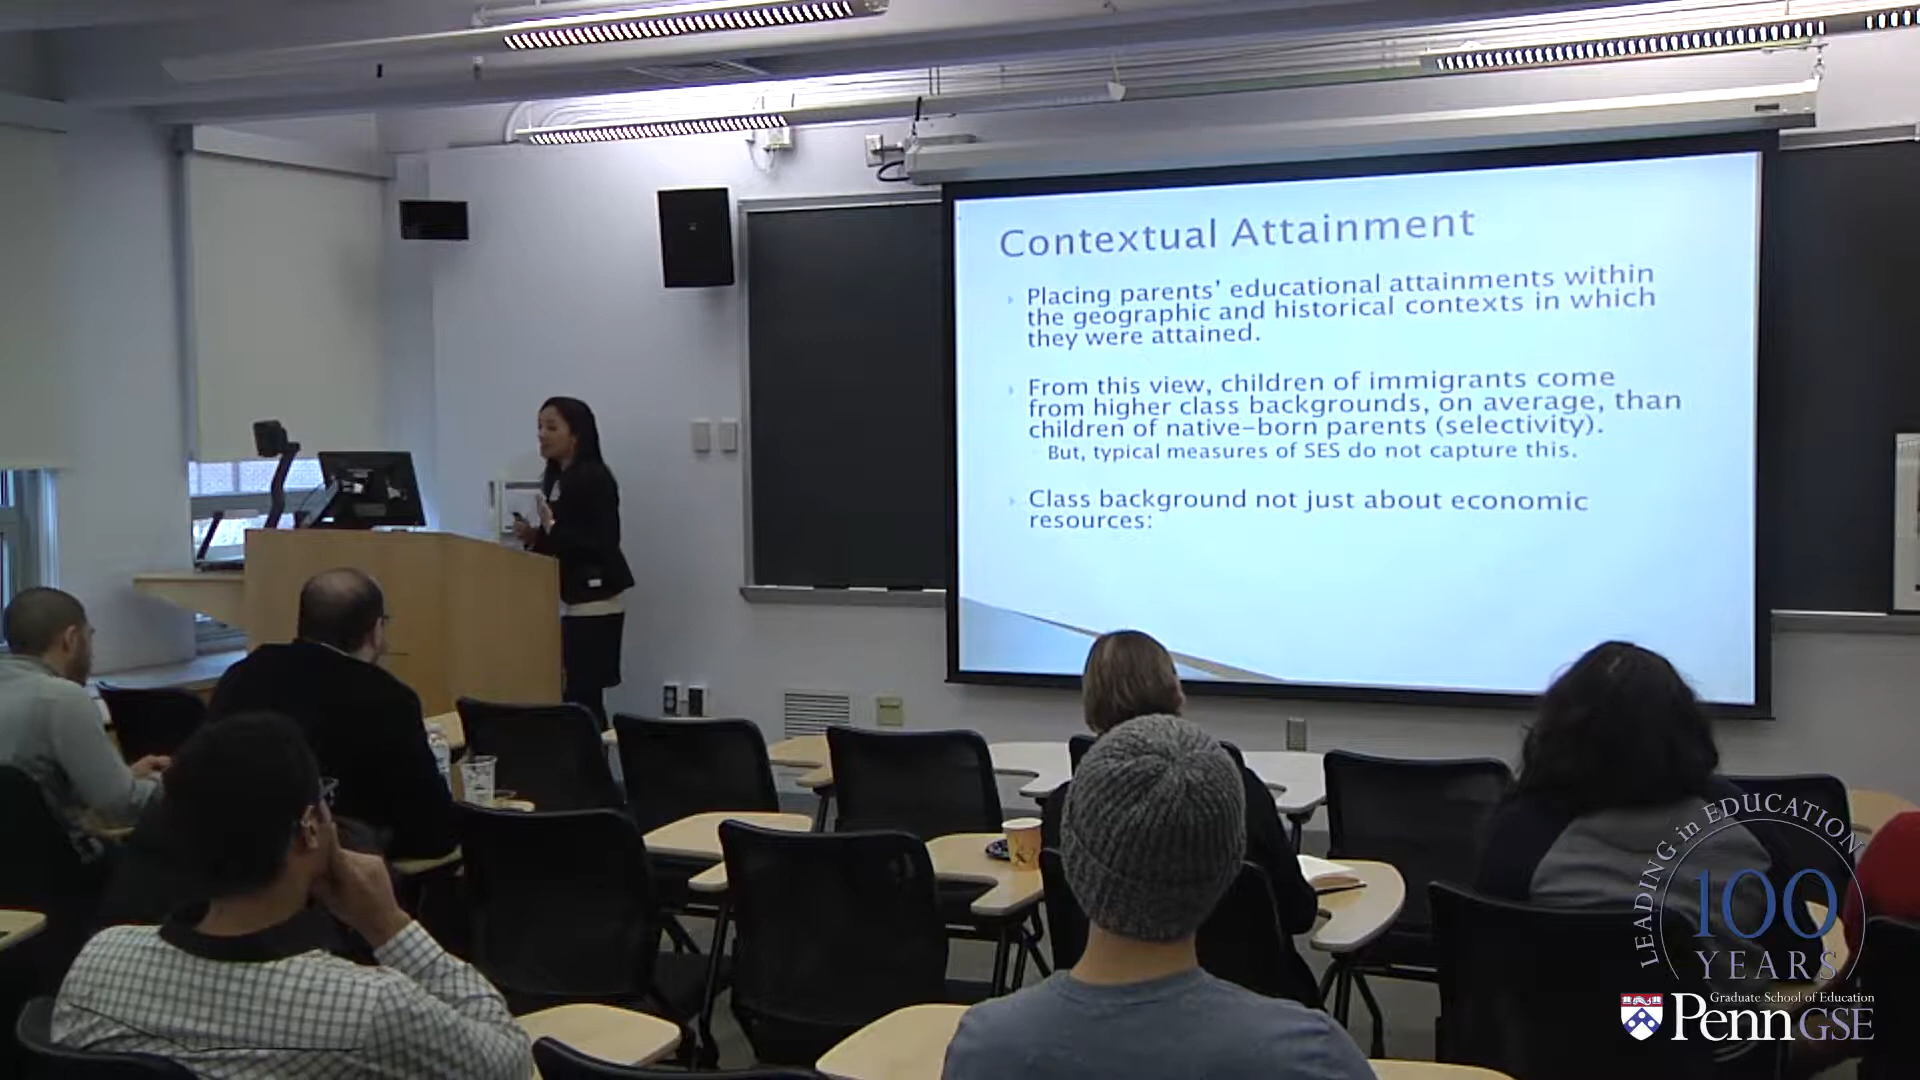 Contextual Attainment
Placing parents' educational attainments within
the geographic and historical contexts in which
they were attained.
From this view, children of immigrants come
from higher class backgrounds, on average, than
children of native-born parents (selectivity).
But, typical measures of SES do not capture this.
Class background not just about economic
resources:
LEADING in EDUCATION
100
YEARS
Graduate School of Education
PennGSE